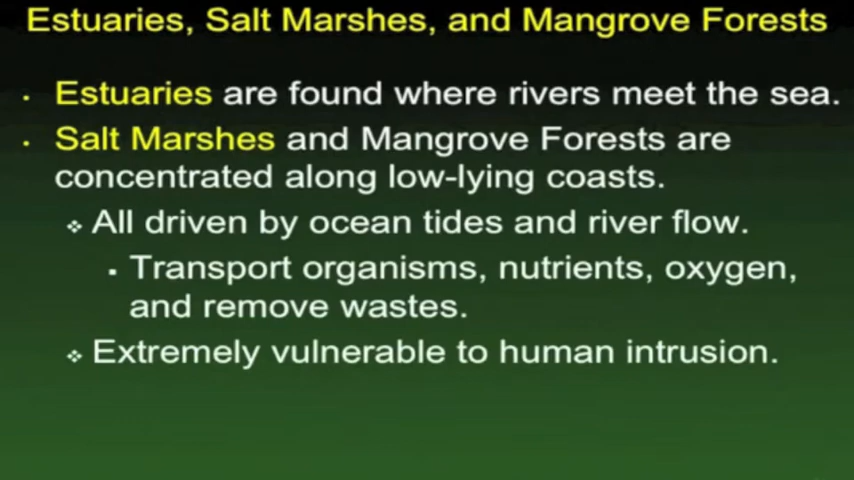 Estuaries, Salt Marshes, and Mangrove Forests
• Estuaries are found where rivers meet the sea.
• Salt Marshes and Mangrove Forests are
concentrated along low-lying coasts.
❖ All driven by ocean tides and river flow.
▪ Transport organisms, nutrients, oxygen,
and remove wastes.
❖ Extremely vulnerable to human intrusion.